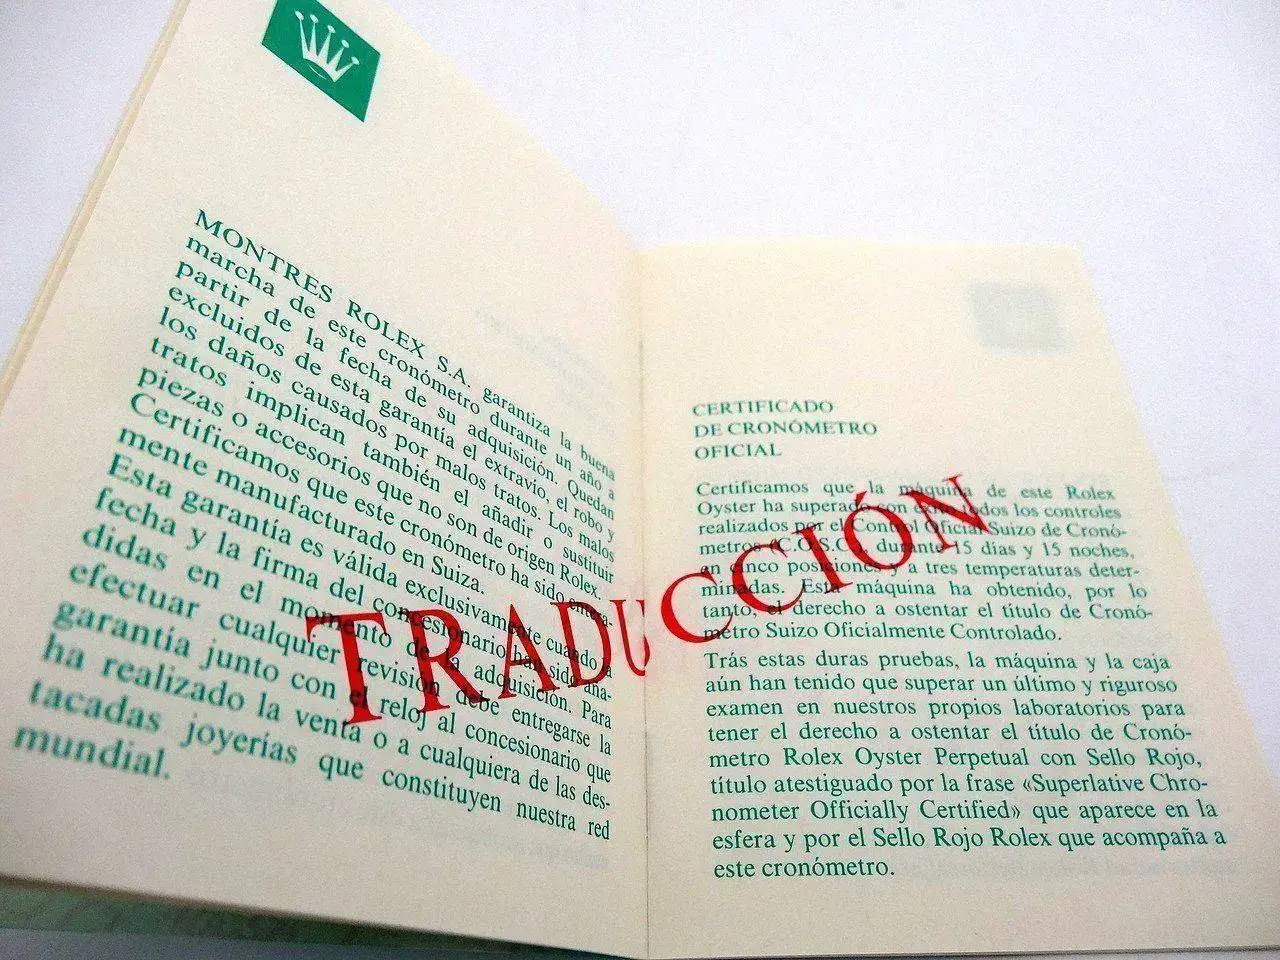 MONTRES ROLEX S.A. garantiza la buena
marcha de este cronómetro durante un año a
partir de la fecha de su adquisición. Quedan
excluidos de esta garantía el extravío, el robo y
los daños causados por malos tratos. Los malos
tratos implican también el añadir o sustituir
piezas o accesorios que no son de origen Rolex.
Certificamos que este cronómetro ha sido entera-
mente manufacturado en Suiza.
Esta garantía es válida exclusivamente cuando la
fecha y la firma del concesionario han sido aña-
didas en el momento de la adquisición. Para
efectuar cualquier revisión debe entregarse la
garantía junto con el reloj al concesionario que
ha realizado la venta o a cualquiera de las des-
tacadas joyerías que constituyen nuestra red
mundial.
TRADUCCIÓN
CERTIFICADO
DE CRONÓMETRO
OFICIAL
Certificamos que la máquina de este Rolex
Oyster ha superado con éxito todos los controles
realizados por el Control Oficial Suizo de Cronó-
metros (C.O.S.C.), durante 15 días y 15 noches,
en cinco posiciones y a tres temperaturas deter-
minadas. Esta máquina ha obtenido, por lo
tanto, el derecho a ostentar el título de Cronó-
metro Suizo Oficialmente Controlado.
Trás estas duras pruebas, la máquina y la caja
aún han tenido que superar un último y riguroso
examen en nuestros propios laboratorios para
tener el derecho a ostentar el título de Cronó-
metro Rolex Oyster Perpetual con Sello Rojo,
título atestiguado por la frase «Superlative Chro-
nometer Officially Certified» que aparece en la
esfera y por el Sello Rojo Rolex que acompaña a
este cronómetro.